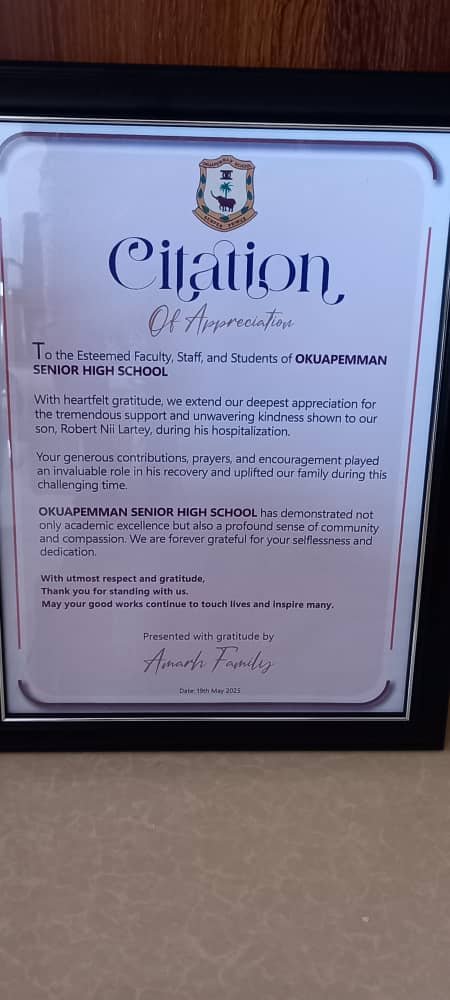 OKUAPEMMAN SCHOOL
Citation
Of Appreciation
To the Esteemed Faculty, Staff, and Students of OKUAPEMMAN
SENIOR HIGH SCHOOL
With heartfelt gratitude, we extend our deepest appreciation for
the tremendous support and unwavering kindness shown to our
son, Robert Nii Lartey, during his hospitalization.
Your generous contributions, prayers, and encouragement played
an invaluable role in his recovery and uplifted our family during this
challenging time.
OKUAPEMMAN SENIOR HIGH SCHOOL has demonstrated not
only academic excellence but also a profound sense of community
and compassion. We are forever grateful for your selflessness and
dedication.
With utmost respect and gratitude,
Thank you for standing with us.
May your good works continue to touch lives and inspire many.
Presented with gratitude by
Amarh Family
Date: 19th May 2025